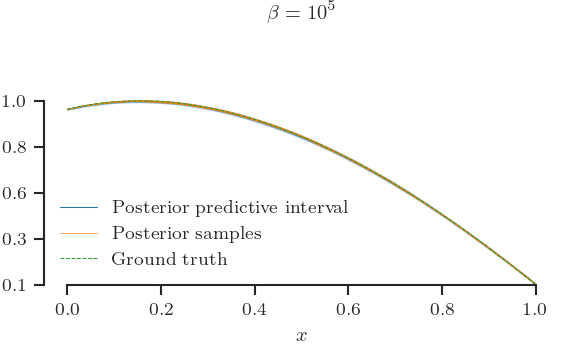 β = 10^5
1.0
0.8
0.6
0.3
0.1
Posterior predictive interval
Posterior samples
Ground truth
0.0 0.2 0.4 0.6 0.8 1.0
x